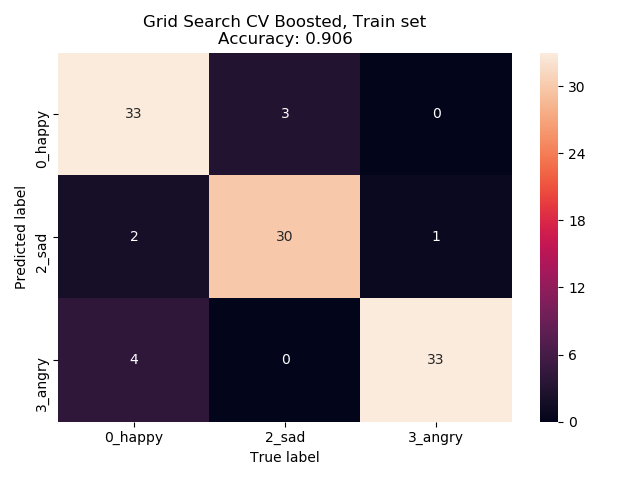 Grid Search CV Boosted, Train set
Accuracy: 0.906
Predicted label
0_happy
2_sad
3_angry
33 3 0
2 30 1
4 0 33
0_happy 2_sad 3_angry
True label
30
24
18
12
6
0